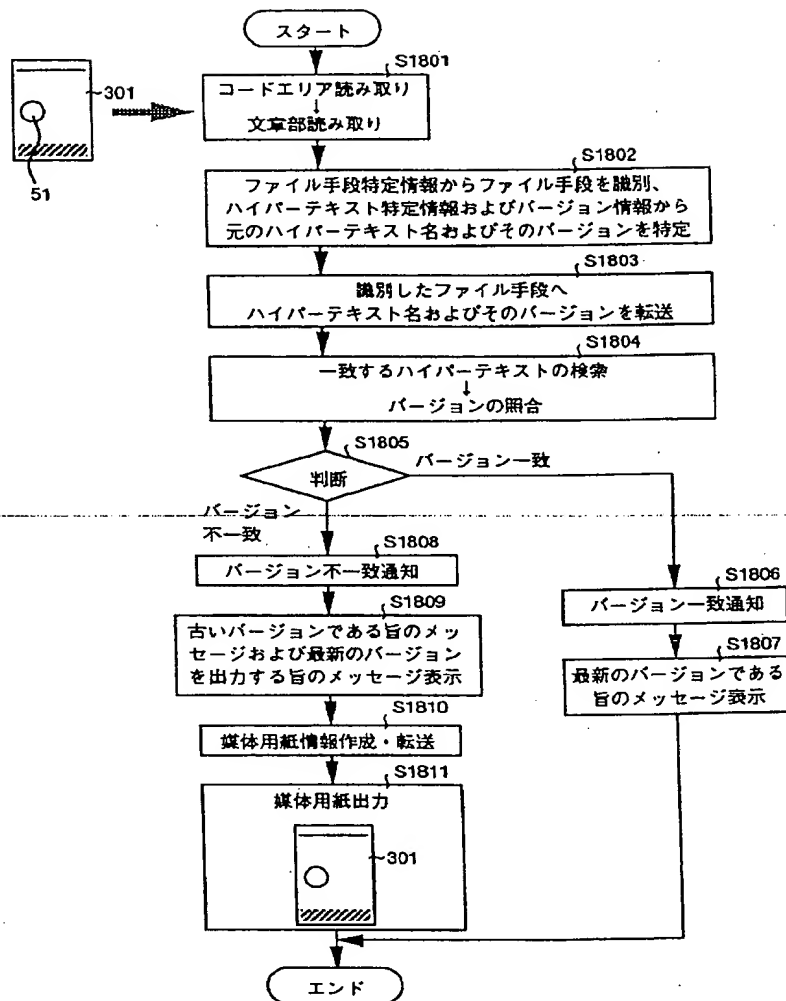 スタート
S1801
301
51
コードエリア読み取り
↓
文章部読み取り
S1802
ファイル手段特定情報からファイル手段を識別、
ハイパーテキスト特定情報およびバージョン情報から
元のハイパーテキスト名およびそのバージョンを特定
S1803
識別したファイル手段へ
ハイパーテキスト名およびそのバージョンを転送
S1804
一致するハイパーテキストの検索
↓
バージョンの照合
S1805
判断
バージョン一致
バージョン
不一致
S1808
バージョン不一致通知
S1809
古いバージョンである旨のメッ
セージおよび最新のバージョン
を出力する旨のメッセージ表示
S1810
媒体用紙情報作成・転送
S1811
媒体用紙出力
301
S1806
バージョン一致通知
S1807
最新のバージョンである
旨のメッセージ表示
エンド